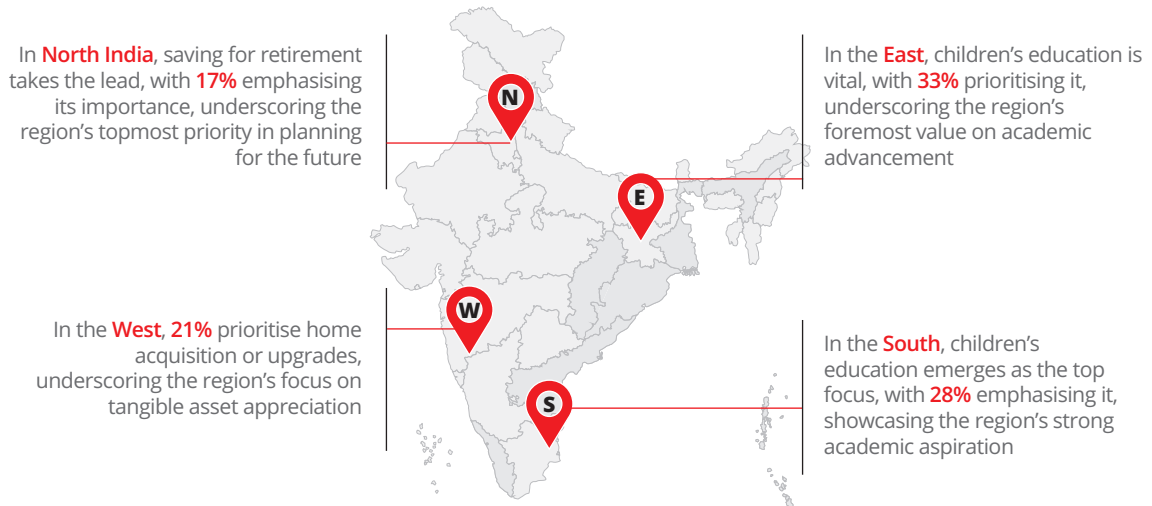 In North India, saving for retirement
takes the lead, with 17% emphasising
its importance, underscoring the
region’s topmost priority in planning
for the future
N
In the East, children’s education is
vital, with 33% prioritising it,
underscoring the region’s
foremost value on academic
advancement
E
In the West, 21% prioritise home
acquisition or upgrades,
underscoring the region’s focus on
tangible asset appreciation
W
In the South, children’s
education emerges as the top
focus, with 28% emphasising it,
showcasing the region’s strong
academic aspiration
S